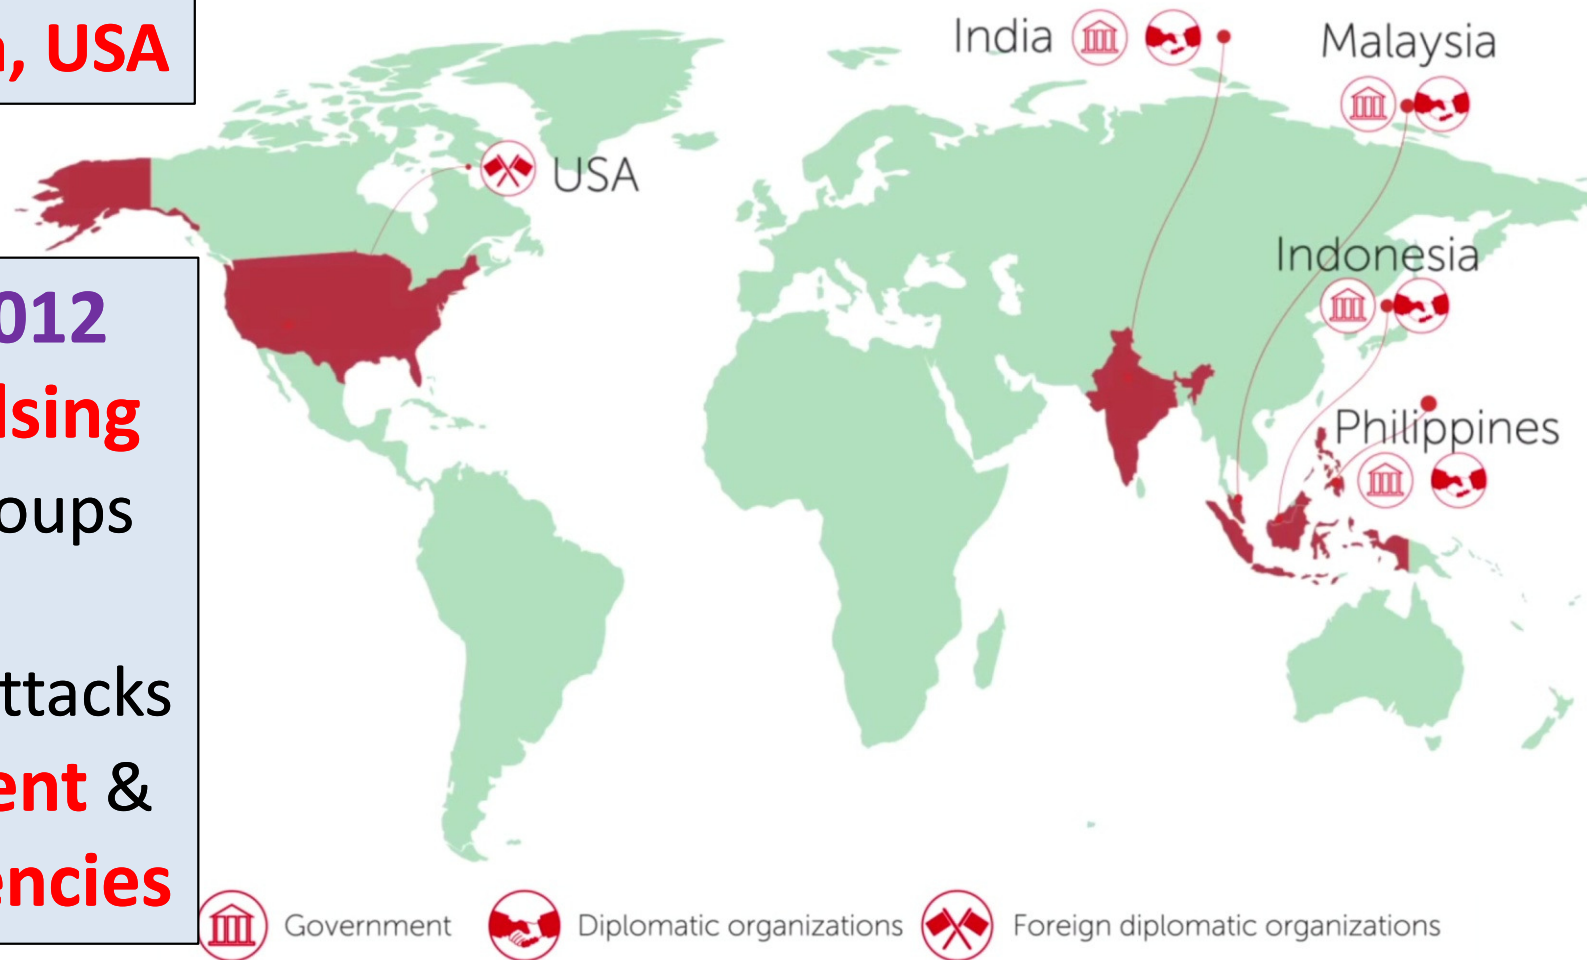 , USA
012
lsing
oups
ttacks
ent &
encies
USA
India
Malaysia
Indonesia
Philippines
Government
Diplomatic organizations
Foreign diplomatic organizations